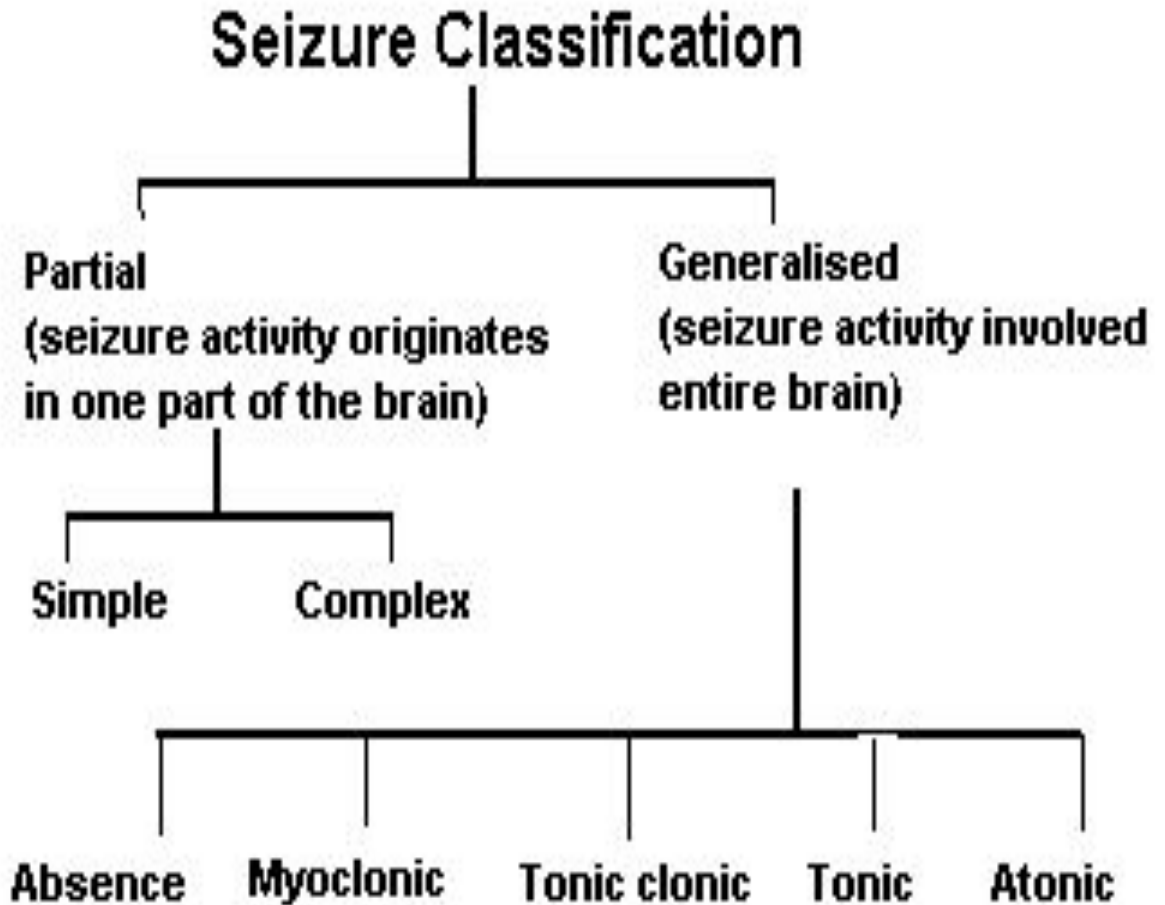 Seizure Classification
Partial
(seizure activity originates
in one part of the brain)
Generalised
(seizure activity involved
entire brain)
Simple
Complex
Absence
Myoclonic
Tonic clonic
Tonic
Atonic